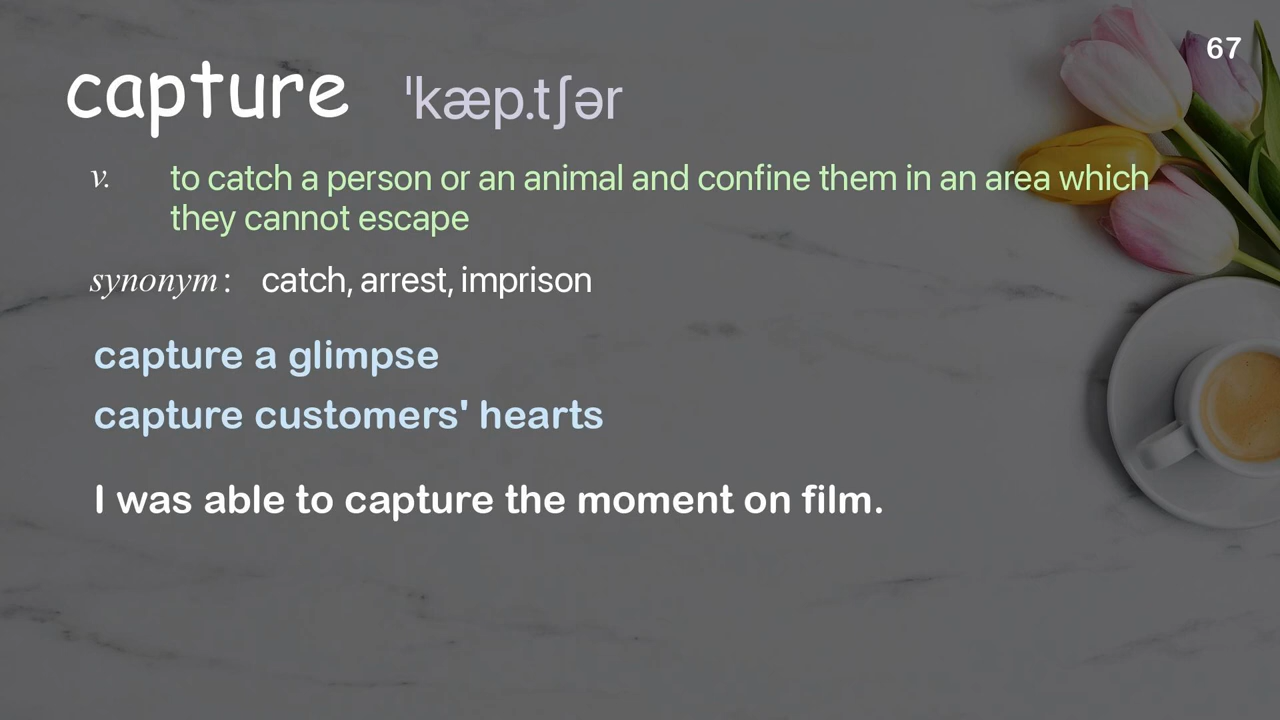 67
capture ˈkæp.tʃər
v. to catch a person or an animal and confine them in an area which
they cannot escape
synonym: catch, arrest, imprison
capture a glimpse
capture customers' hearts
I was able to capture the moment on film.